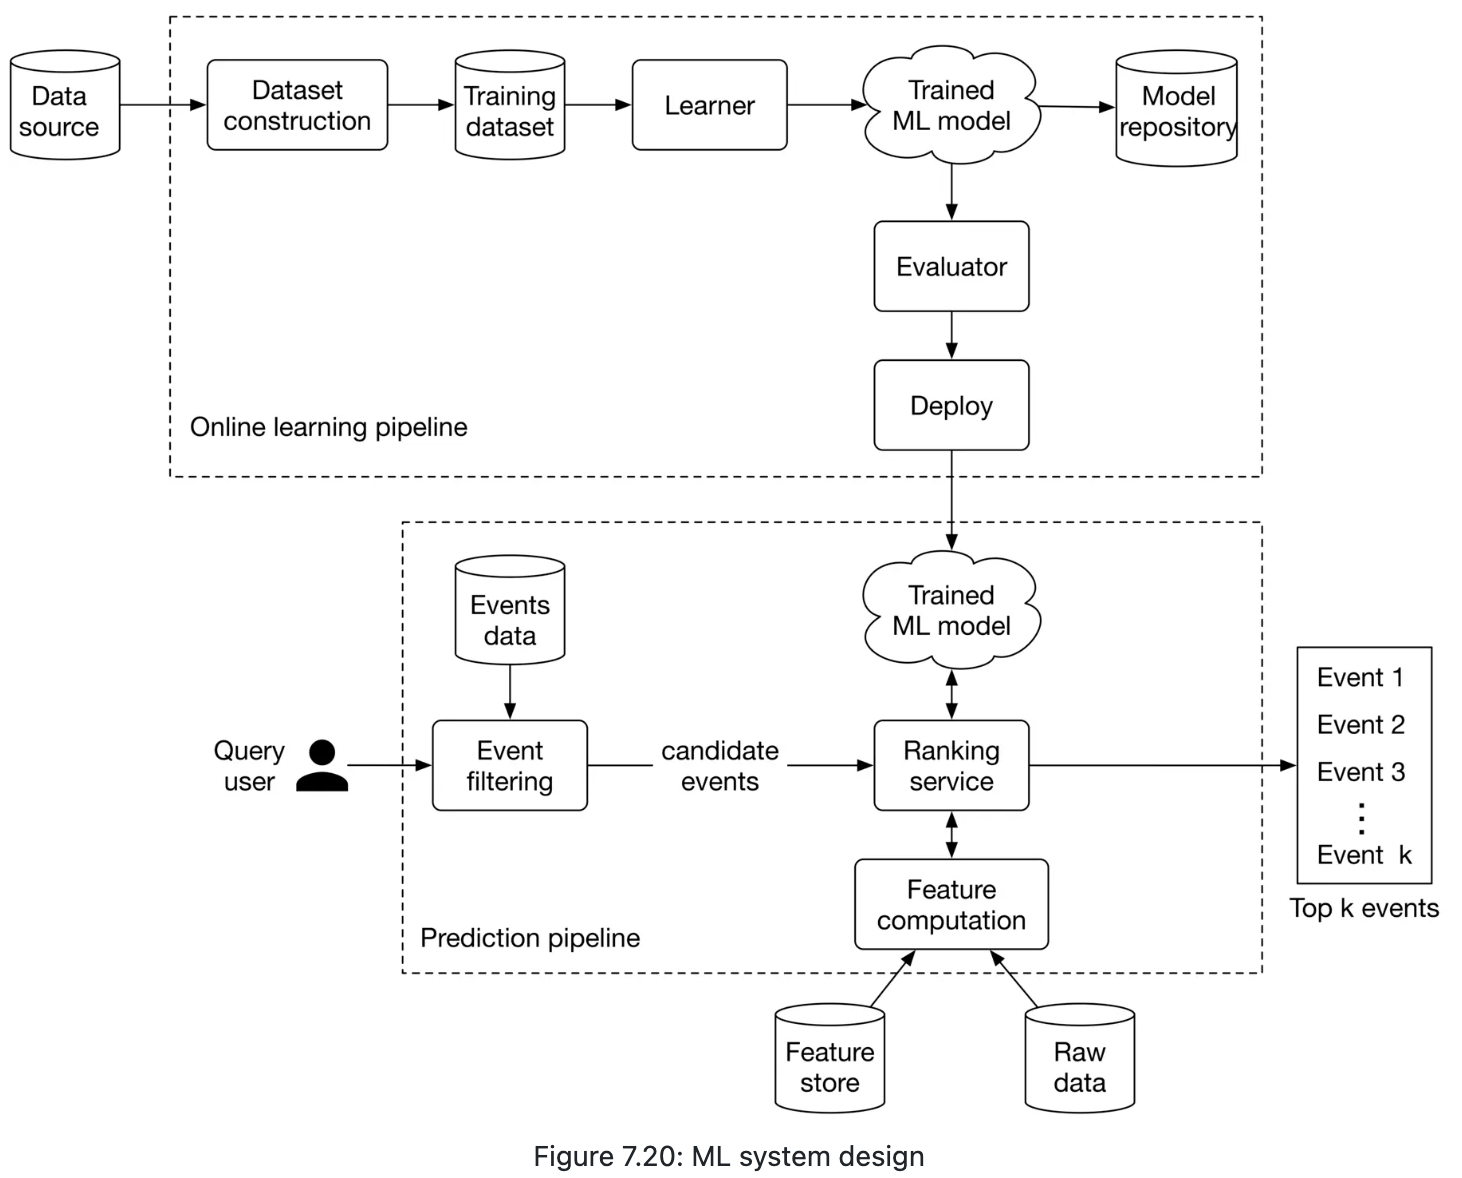 Data
source
Dataset
construction
Training
dataset
Learner
Trained
ML model
Model
repository
Evaluator
Deploy
Online learning pipeline
Events
data
Trained
ML model
Query
user
Event
filtering
candidate
events
Ranking
service
Event 1
Event 2
Event 3
⋮
Event k
Top k events
Feature
computation
Prediction pipeline
Feature
store
Raw
data
Figure 7.20: ML system design